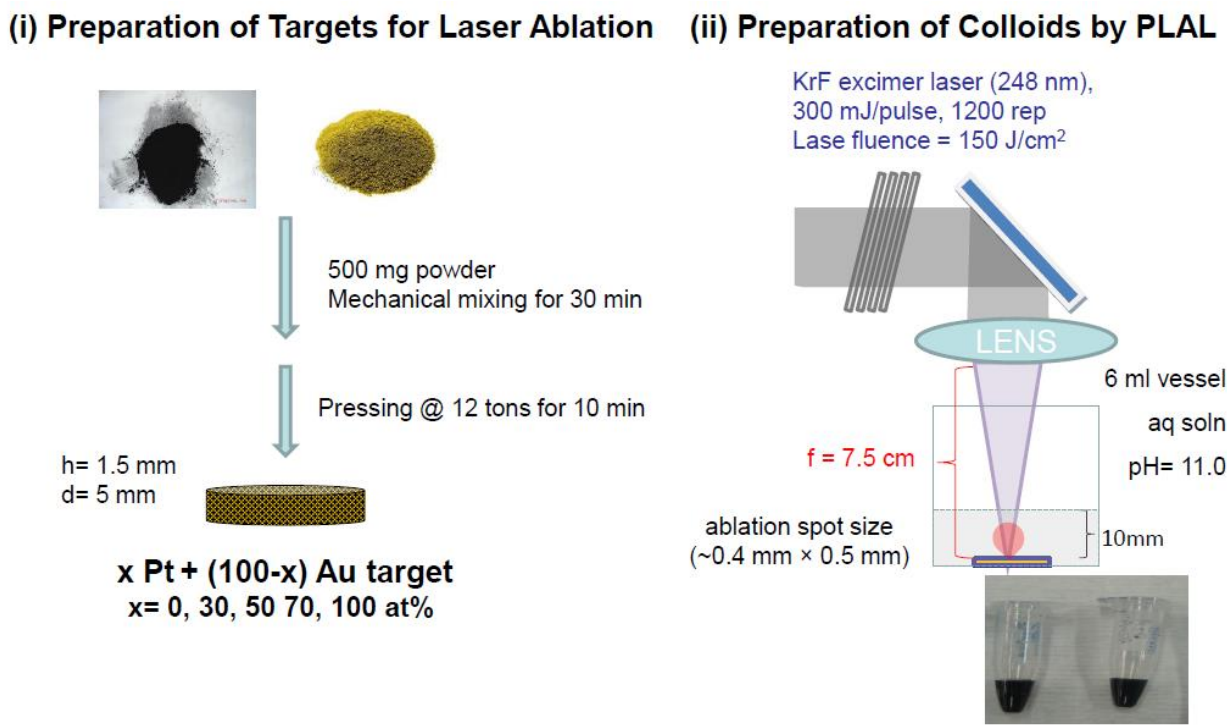 (i) Preparation of Targets for Laser Ablation
500 mg powder
Mechanical mixing for 30 min
Pressing @ 12 tons for 10 min
h= 1.5 mm
d= 5 mm
x Pt + (100-x) Au target
x= 0, 30, 50 70, 100 at%
(ii) Preparation of Colloids by PLAL
KrF excimer laser (248 nm),
300 mJ/pulse, 1200 rep
Lase fluence = 150 J/cm²
LENS
6 ml vessel
aq soln
pH= 11.0
f = 7.5 cm
ablation spot size
(~0.4 mm × 0.5 mm)
10mm